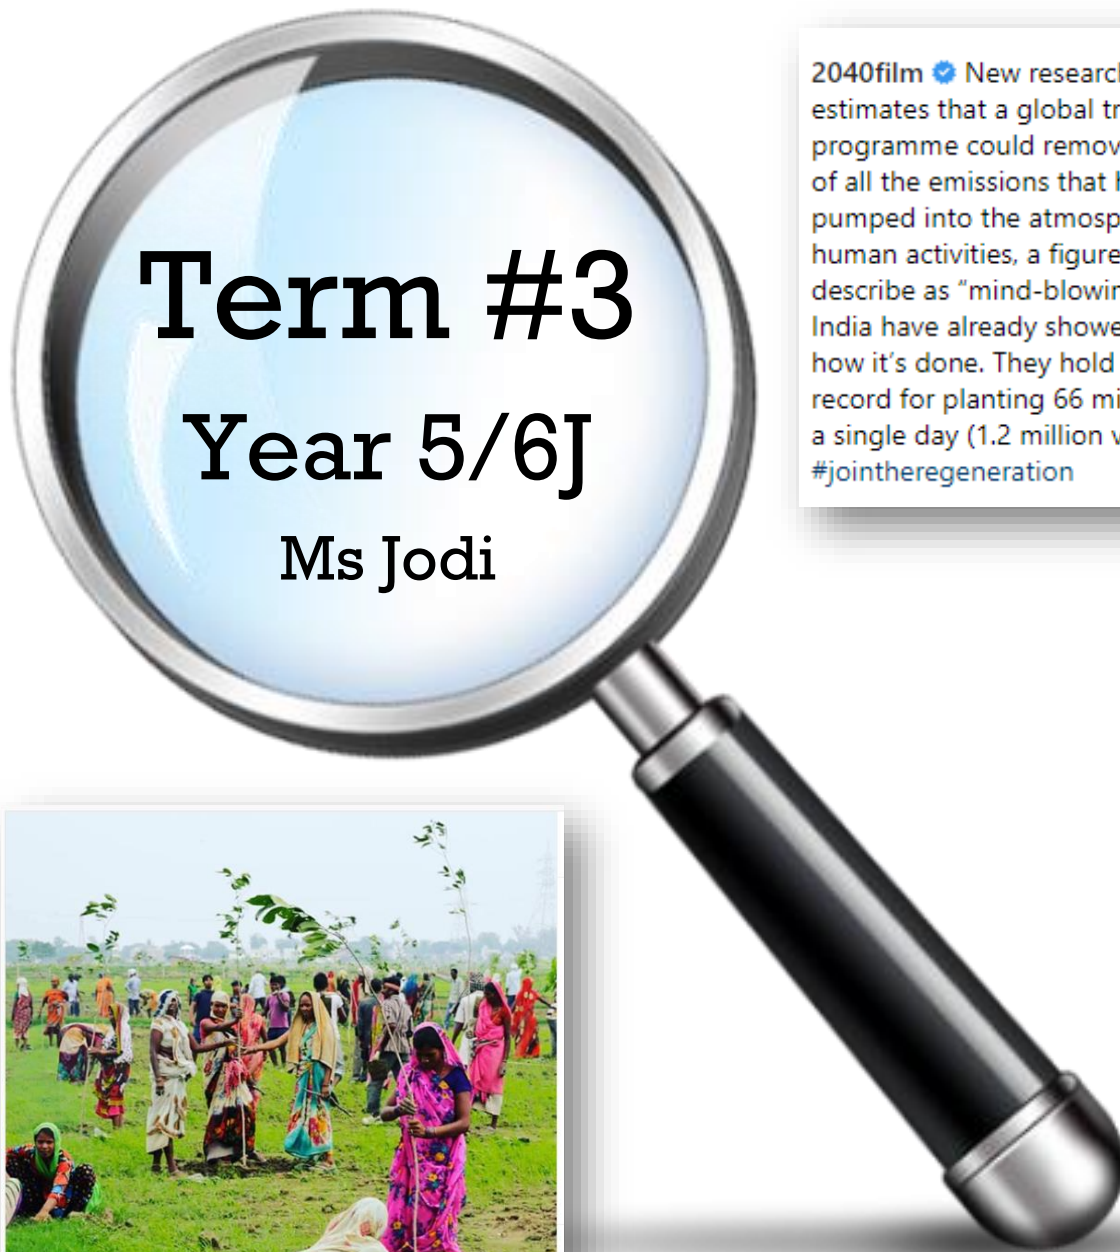 Term #3
Year 5/6J
Ms Jodi
2040film New research
estimates that a global
programme could
of all the emissions that
pumped into the
human activities, a figure
describe as
India have already
how it's done. They hold
record for planting 66
a single day (1.2 million
#jointheregeneration